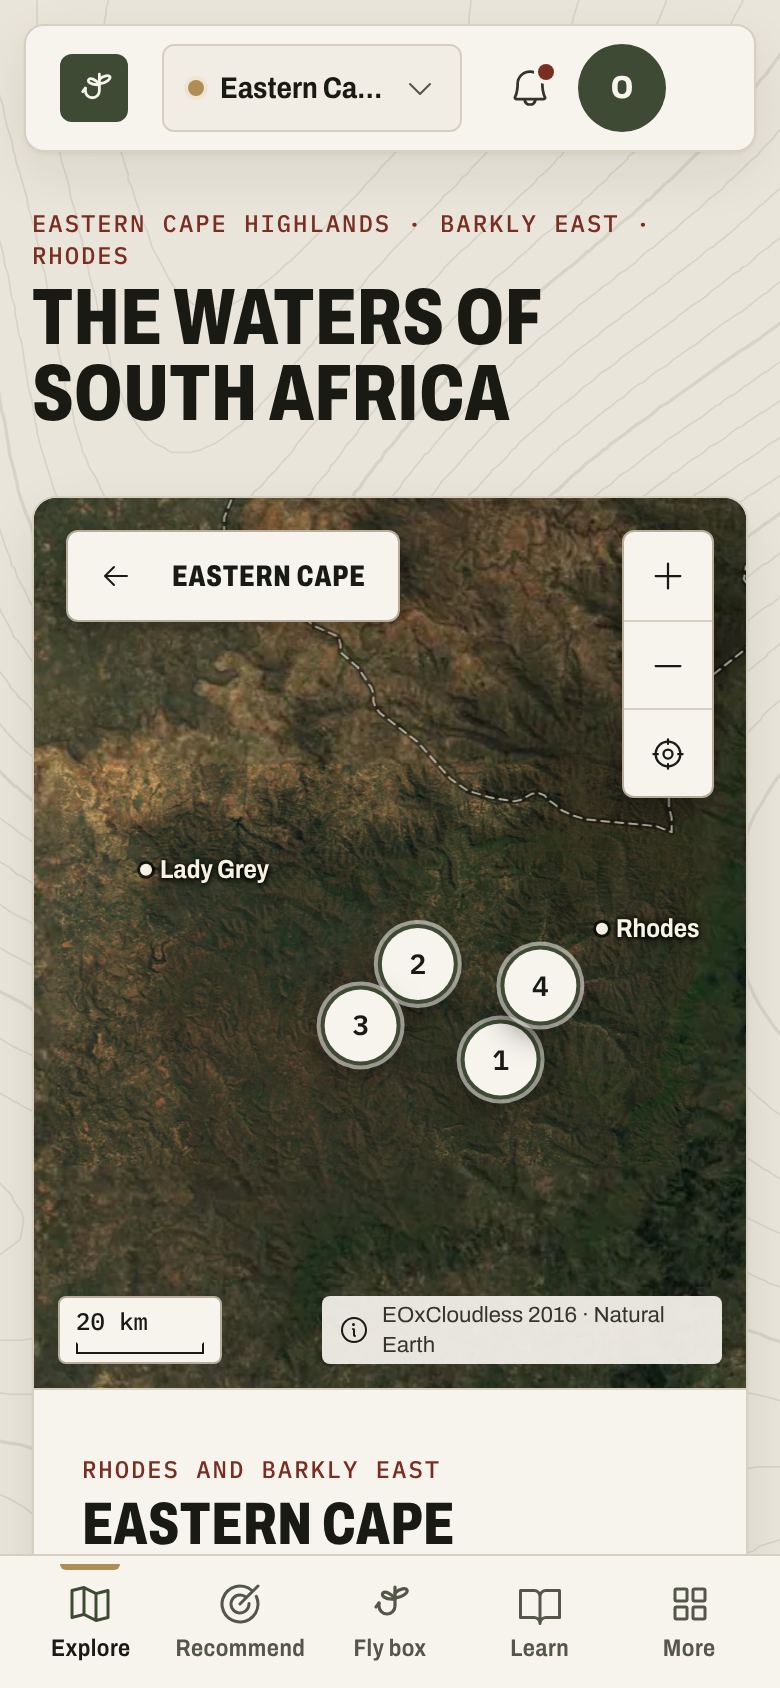 Eastern Ca...
O
EASTERN CAPE HIGHLANDS · BARKLY EAST ·
RHODES
THE WATERS OF
SOUTH AFRICA
EASTERN CAPE
Lady Grey
Rhodes
2
4
3
1
20 km
EOxCloudless 2016 · Natural
Earth
RHODES AND BARKLY EAST
EASTERN CAPE
Explore
Recommend
Fly box
Learn
More